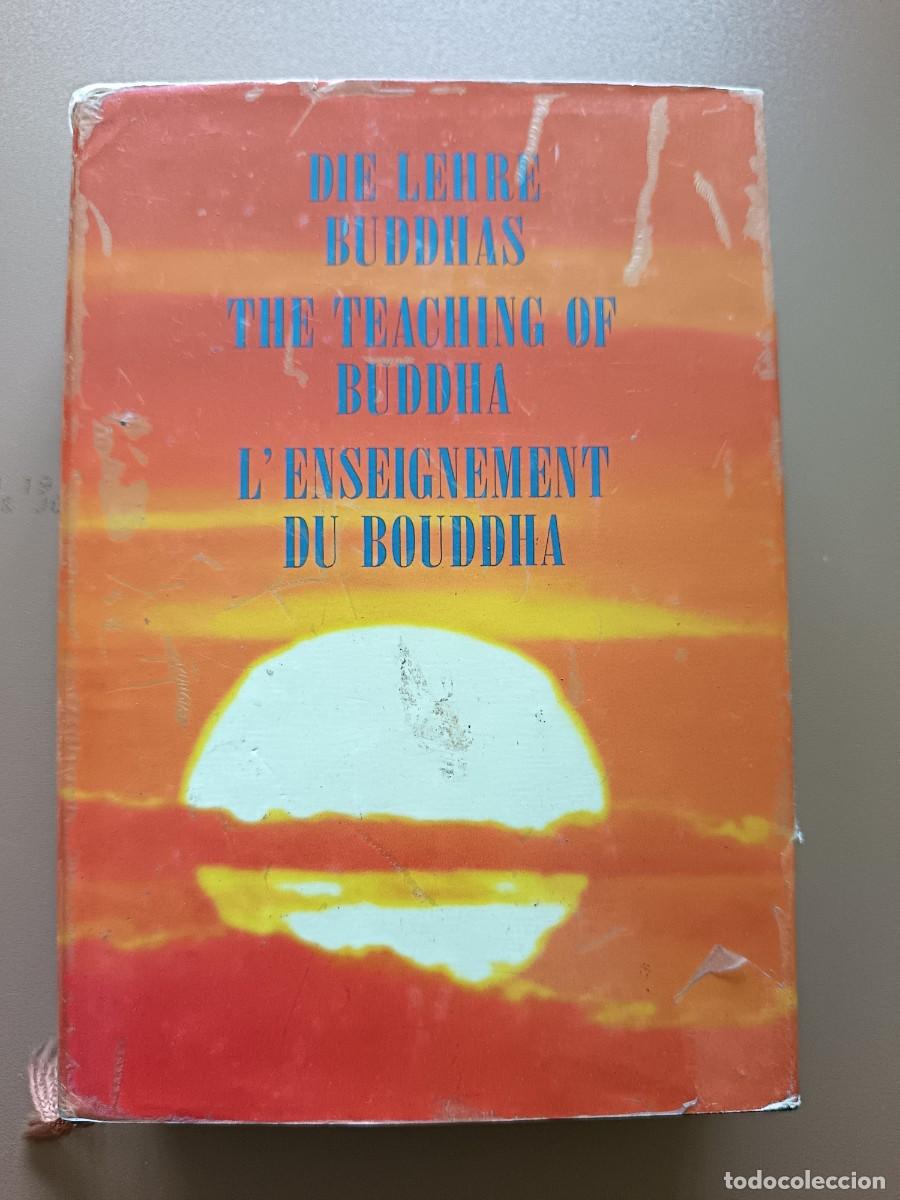 DIE LEHRE
BUDDHAS
THE TEACHING OF
BUDDHA
L'ENSEIGNEMENT
DU BOUDDHA
todocoleccion